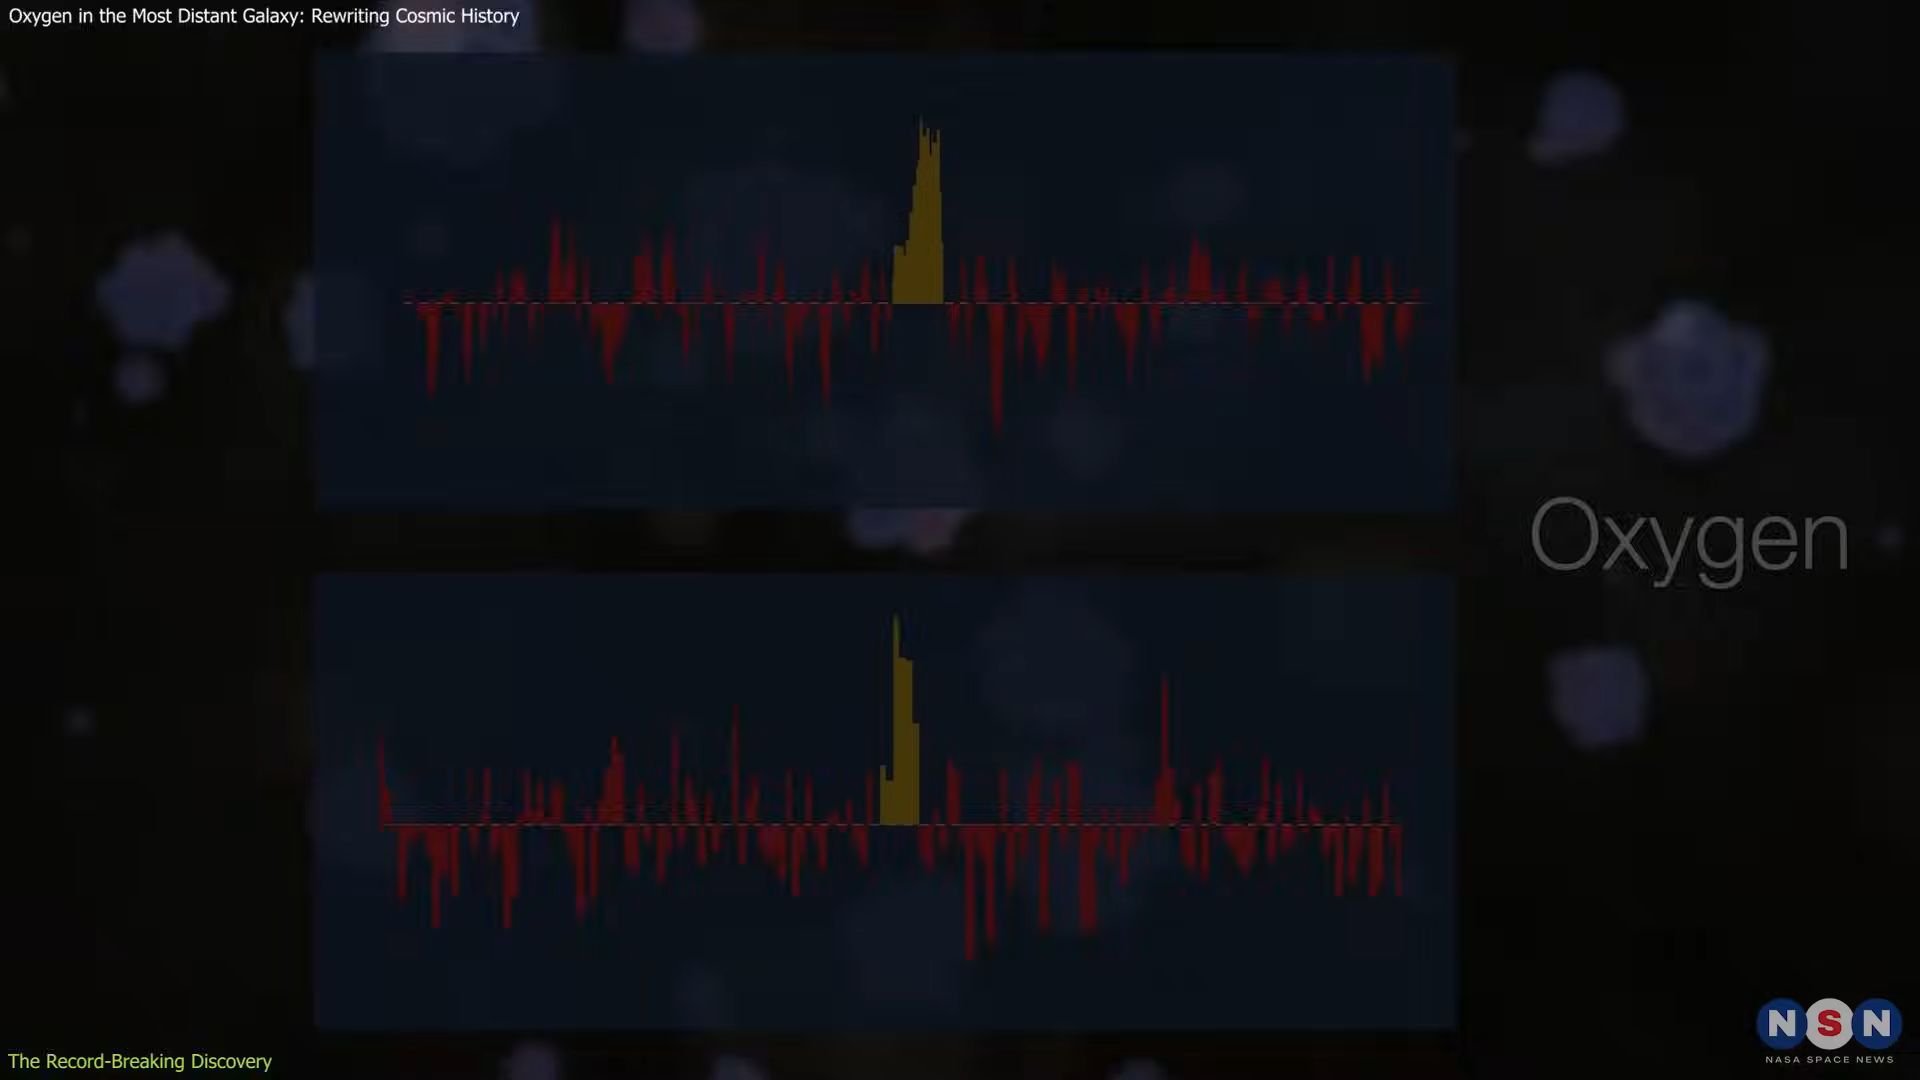 Oxygen in the Most Distant Galaxy: Rewriting Cosmic History
Oxygen
The Record-Breaking Discovery
NSN
NASA SPACE NEWS